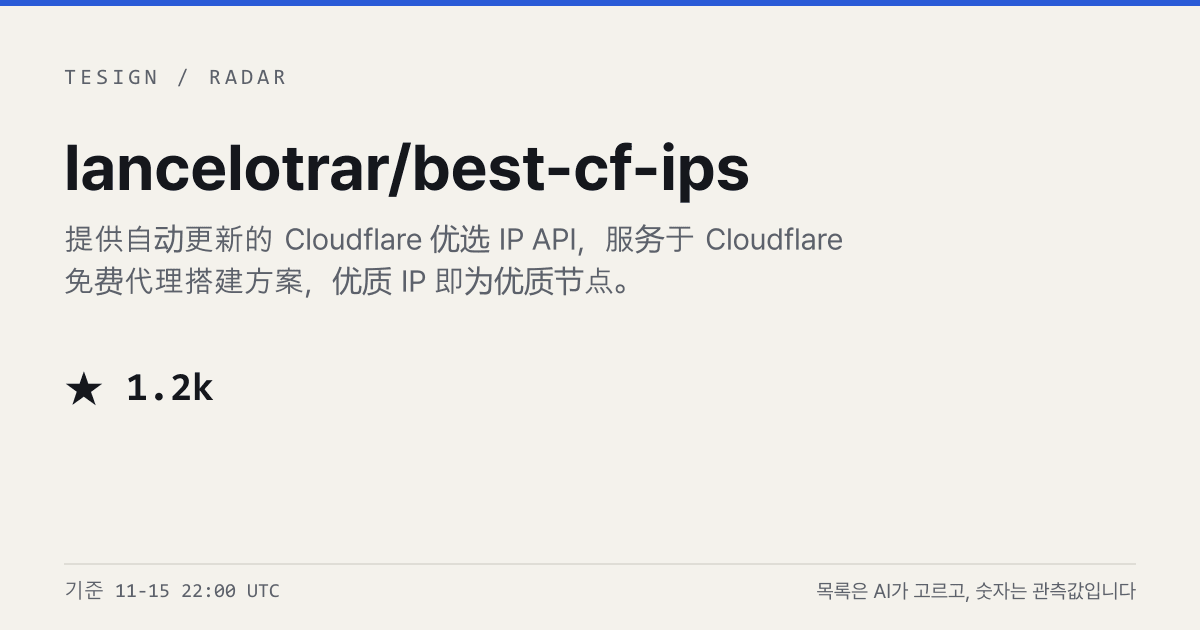 TESIGN / RADAR
lancelotrar/best-cf-ips
提供自动更新的 Cloudflare 优选 IP API，服务于 Cloudflare
免费代理搭建方案，优质 IP 即为优质节点。
★ 1.2k
기준 11-15 22:00 UTC
목록은 AI가 고르고, 숫자는 관측값입니다